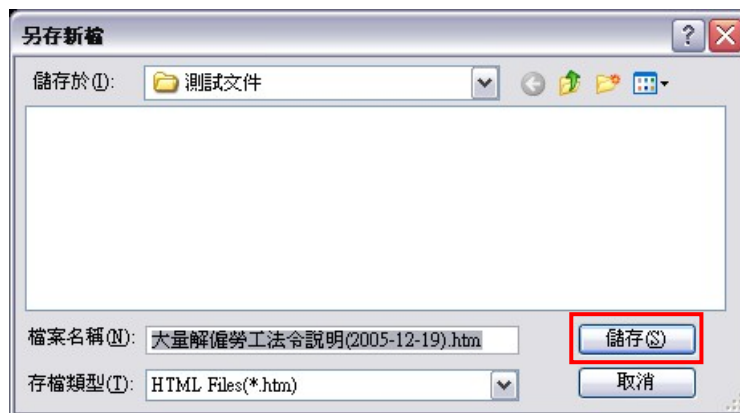 另存新檔
儲存於(I): 測試文件
檔案名稱(N): 大量解僱勞工法令說明(2005-12-19).htm 儲存(S)
存檔類型(T): HTML Files(*.htm) 取消